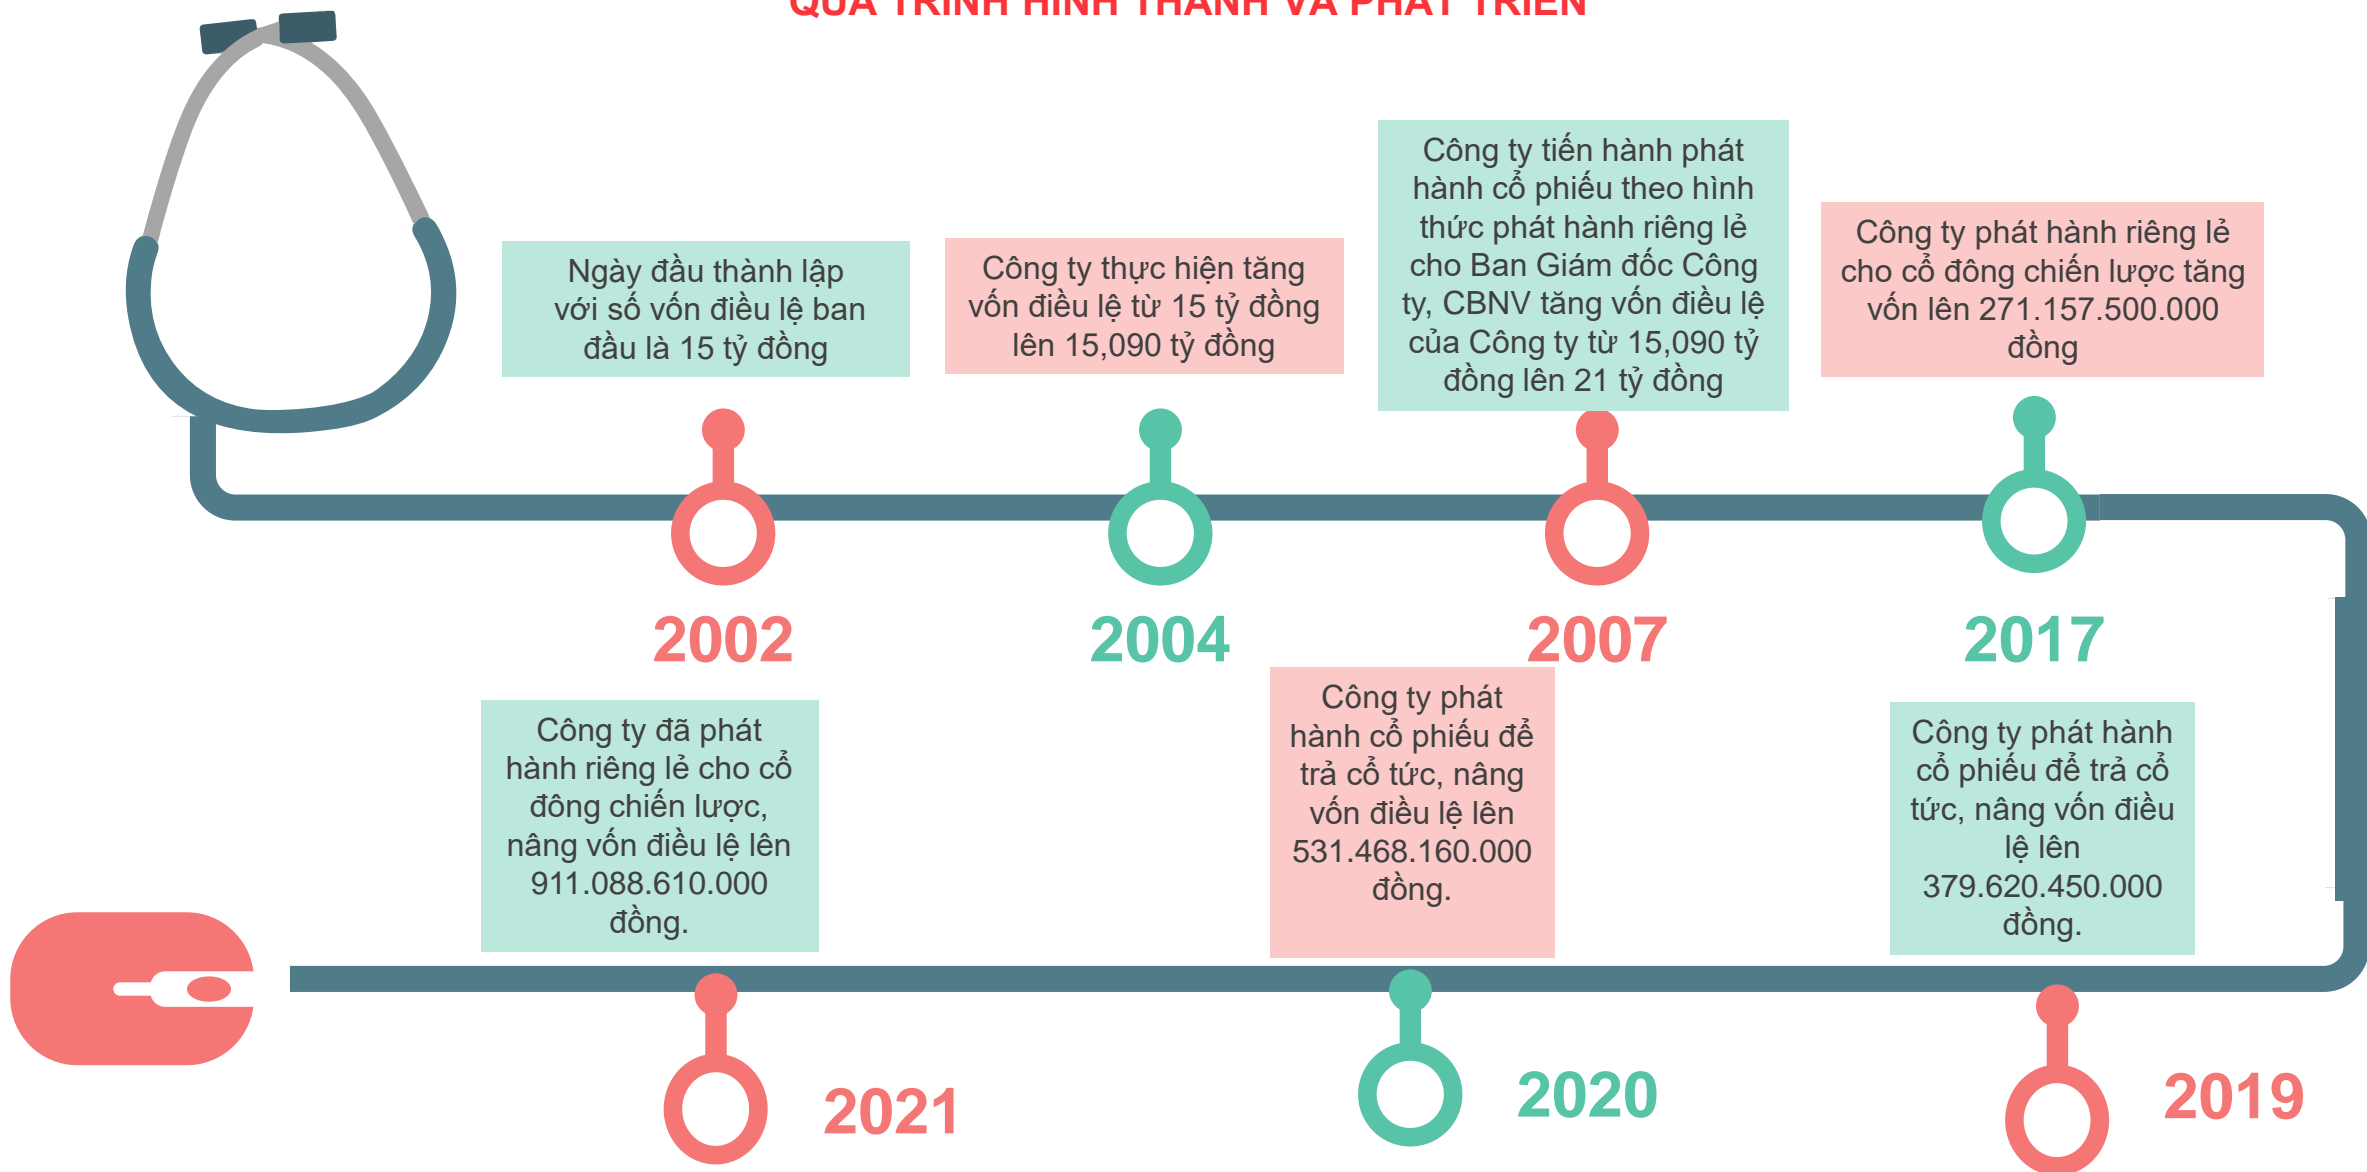 QUÁ TRÌNH HÌNH THÀNH VÀ PHÁT TRIỂN
Ngày đầu thành lập
với số vốn điều lệ ban
đầu là 15 tỷ đồng
Công ty thực hiện tăng
vốn điều lệ từ 15 tỷ đồng
lên 15,090 tỷ đồng
Công ty tiến hành phát
hành cổ phiếu theo hình
thức phát hành riêng lẻ
cho Ban Giám đốc Công
ty, CBNV tăng vốn điều lệ
của Công ty từ 15,090 tỷ
đồng lên 21 tỷ đồng
Công ty phát hành riêng lẻ
cho cổ đông chiến lược tăng
vốn lên 271.157.500.000
đồng
2002
2004
2007
2017
Công ty đã phát
hành riêng lẻ cho cổ
đông chiến lược,
nâng vốn điều lệ lên
911.088.610.000
đồng.
Công ty phát
hành cổ phiếu để
trả cổ tức, nâng
vốn điều lệ lên
531.468.160.000
đồng.
Công ty phát hành
cổ phiếu để trả cổ
tức, nâng vốn điều
lệ lên
379.620.450.000
đồng.
2021
2020
2019